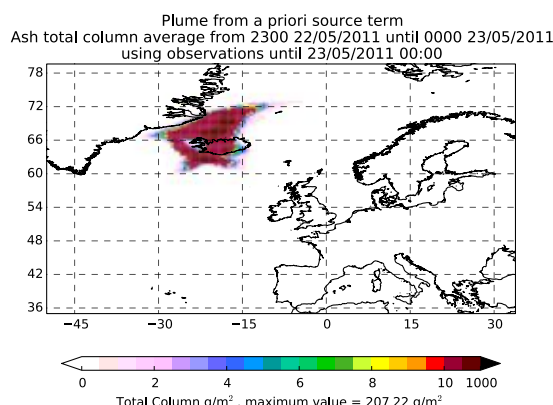 Plume from a priori source term
Ash total column average from 2300 22/05/2011 until 0000 23/05/2011
using observations until 23/05/2011 00:00
78
72
66
60
54
48
42
36
−45 −30 −15 0 15 30
0 2 4 6 8 10 1000
Total Column g/m², maximum value = 207.22 g/m²